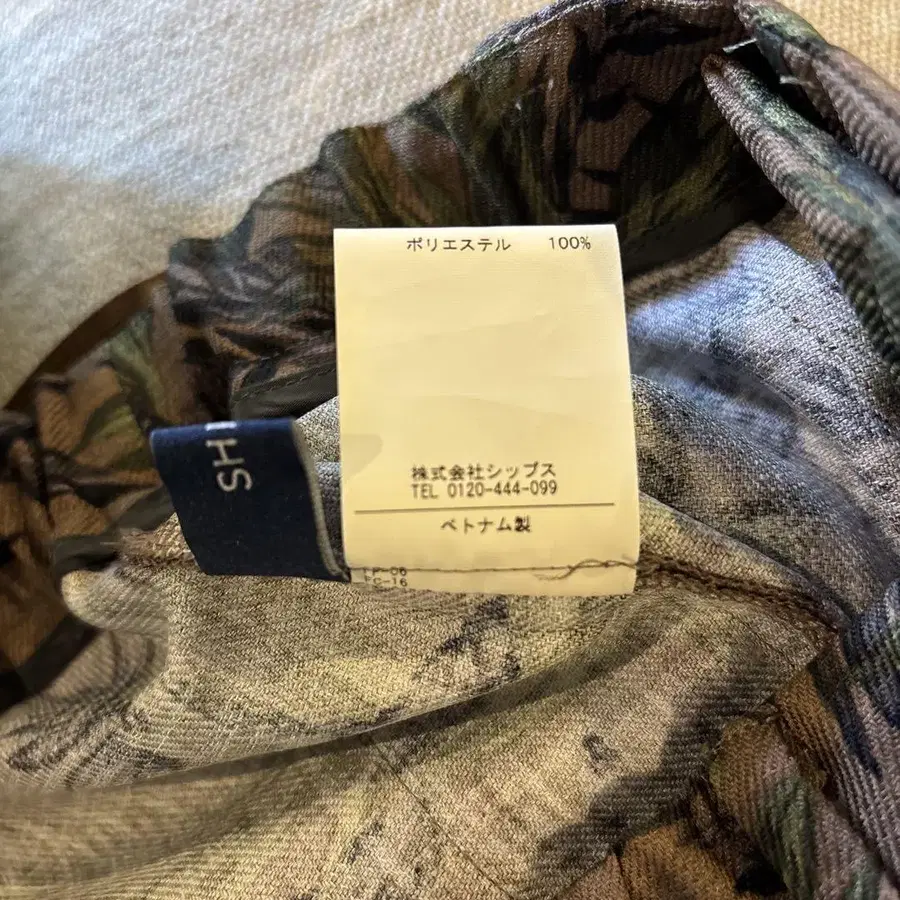 ポリエステル 100%
株式会社シップス
TEL 0120-444-099
ベトナム製
SH